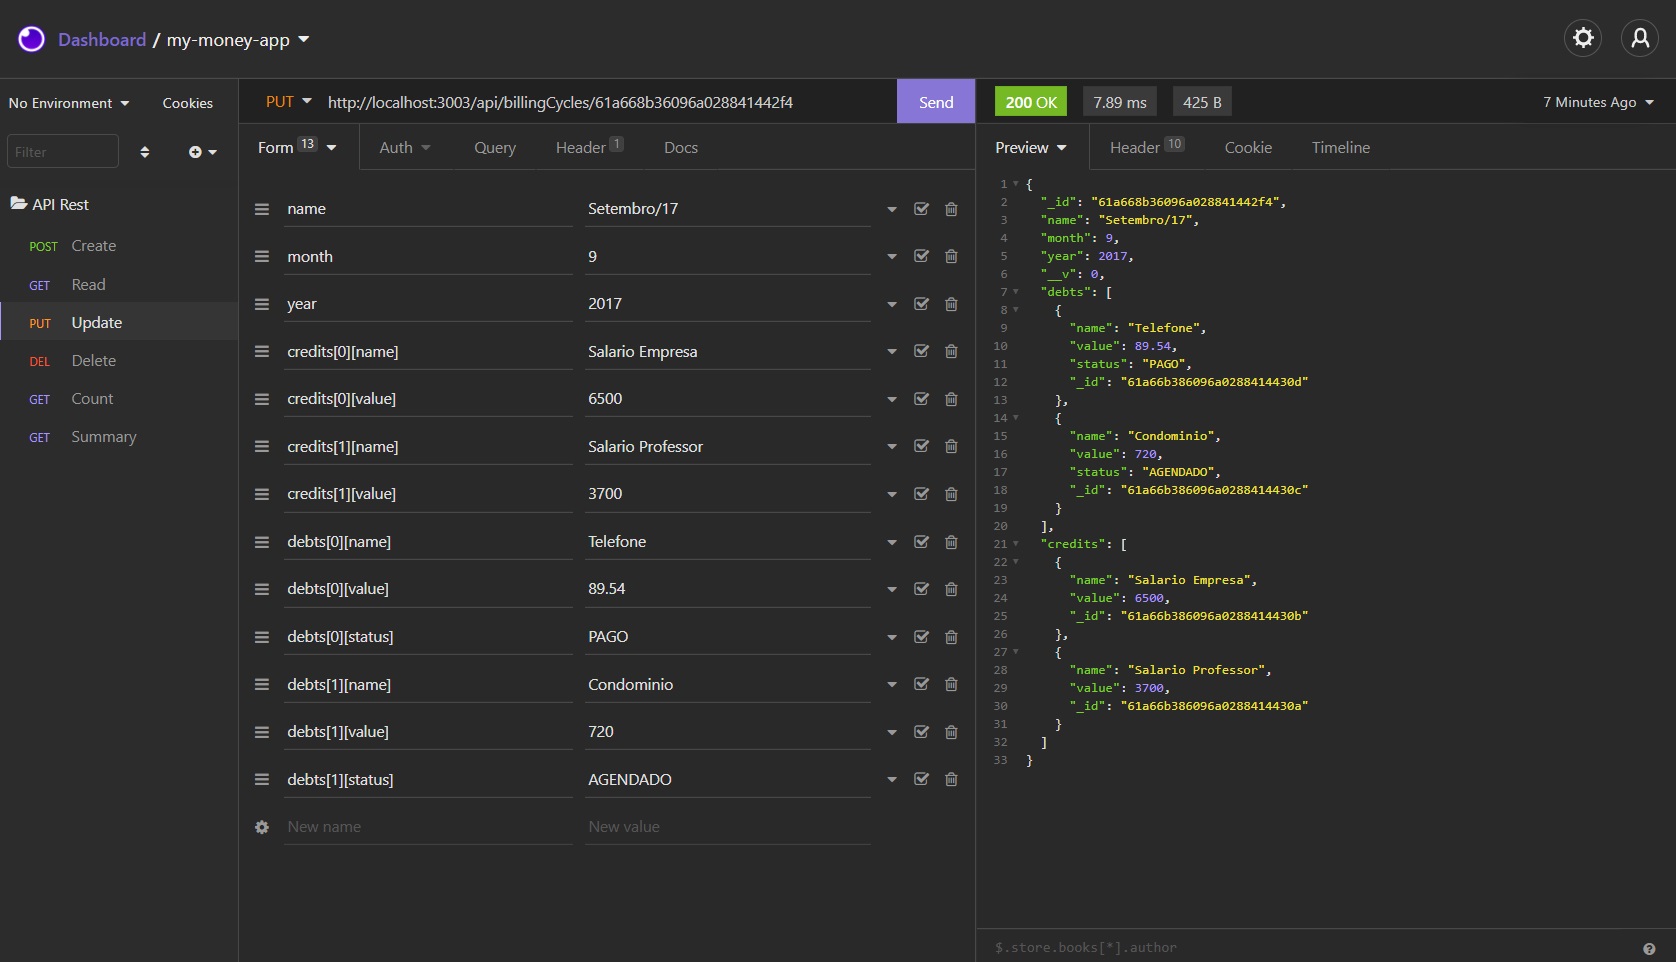 Dashboard / my-money-app
No Environment
Cookies
Filter
API Rest
POST Create
GET Read
PUT Update
DEL Delete
GET Count
GET Summary
PUT http://localhost:3003/api/billingCycles/61a668b36096a028841442f4 Send
Form 13
Auth
Query
Header 1
Docs
name Setembro/17
month 9
year 2017
credits[0][name] Salario Empresa
credits[0][value] 6500
credits[1][name] Salario Professor
credits[1][value] 3700
debts[0][name] Telefone
debts[0][value] 89.54
debts[0][status] PAGO
debts[1][name] Condominio
debts[1][value] 720
debts[1][status] AGENDADO
New name New value
200 OK 7.89 ms 425 B 7 Minutes Ago
Preview
Header 10
Cookie
Timeline
1 {
2 "_id": "61a668b36096a028841442f4",
3 "name": "Setembro/17",
4 "month": 9,
5 "year": 2017,
6 "__v": 0,
7 "debts": [
8 {
9 "name": "Telefone",
10 "value": 89.54,
11 "status": "PAGO",
12 "_id": "61a66b386096a0288414430d"
13 },
14 {
15 "name": "Condominio",
16 "value": 720,
17 "status": "AGENDADO",
18 "_id": "61a66b386096a0288414430c"
19 }
20 ],
21 "credits": [
22 {
23 "name": "Salario Empresa",
24 "value": 6500,
25 "_id": "61a66b386096a0288414430b"
26 },
27 {
28 "name": "Salario Professor",
29 "value": 3700,
30 "_id": "61a66b386096a0288414430a"
31 }
32 ]
33 }
$.store.books[*].author